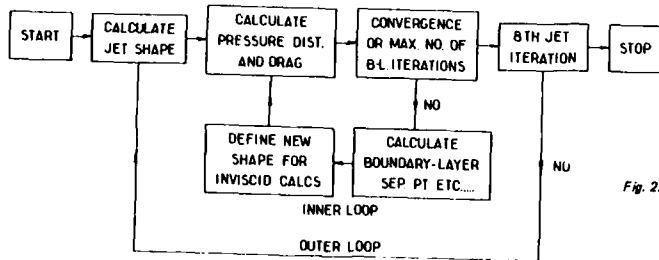 START
CALCULATE
JET SHAPE
CALCULATE
PRESSURE DIST.
AND DRAG
CONVERGENCE
OR MAX. NO. OF
B-L. ITERATIONS
8TH JET
ITERATION
STOP
NO
DEFINE NEW
SHAPE FOR
INVISCID CALCS
CALCULATE
BOUNDARY-LAYER
SEP PT ETC.....
NO
Fig. 2.
INNER LOOP
OUTER LOOP